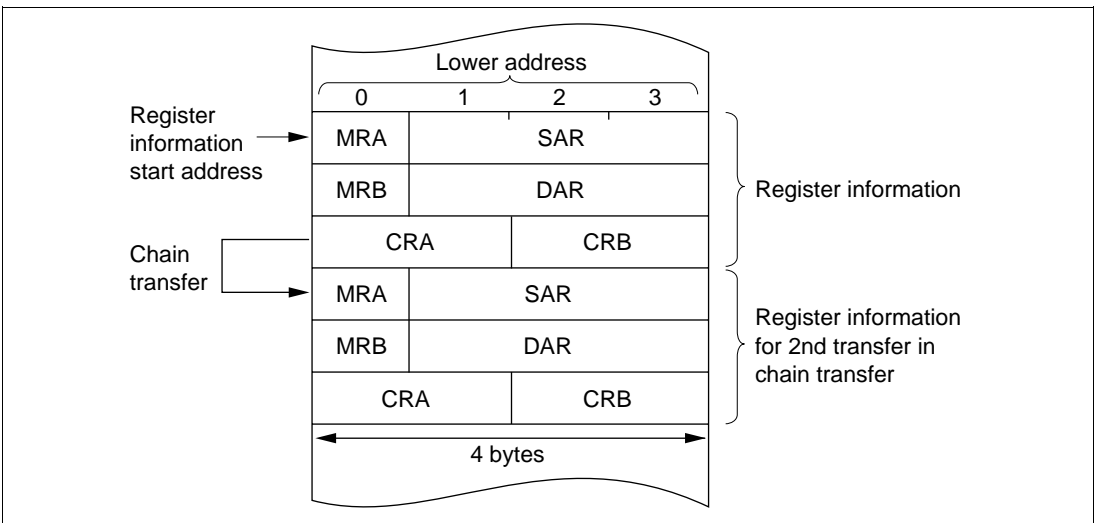 Lower address
0 1 2 3
Register
information
start address
MRA SAR
MRB DAR
Register information
CRA CRB
Chain
transfer
MRA SAR
MRB DAR
Register information
for 2nd transfer in
chain transfer
CRA CRB
4 bytes